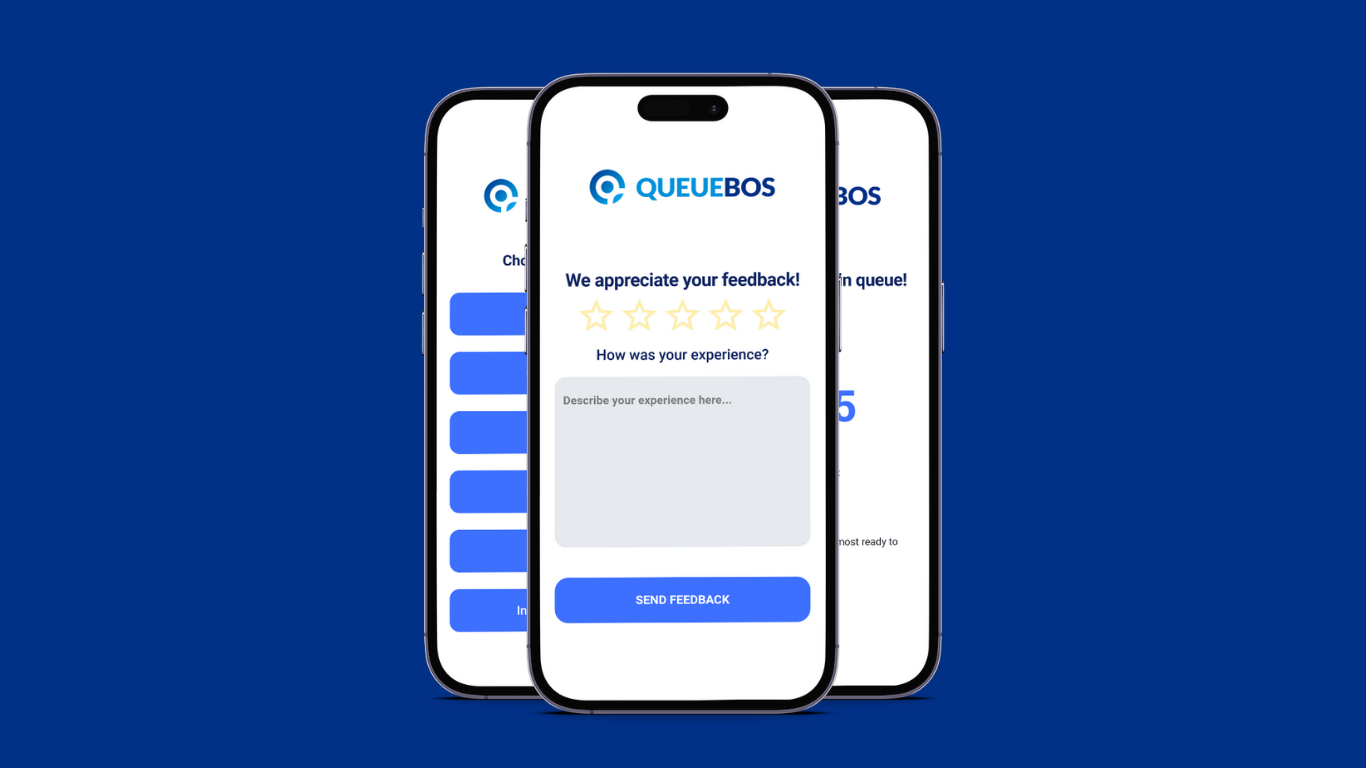 QUEUEBOS
We appreciate your feedback!
How was your experience?
Describe your experience here...
SEND FEEDBACK
Cho
In
BOS
in queue!
5
most ready to